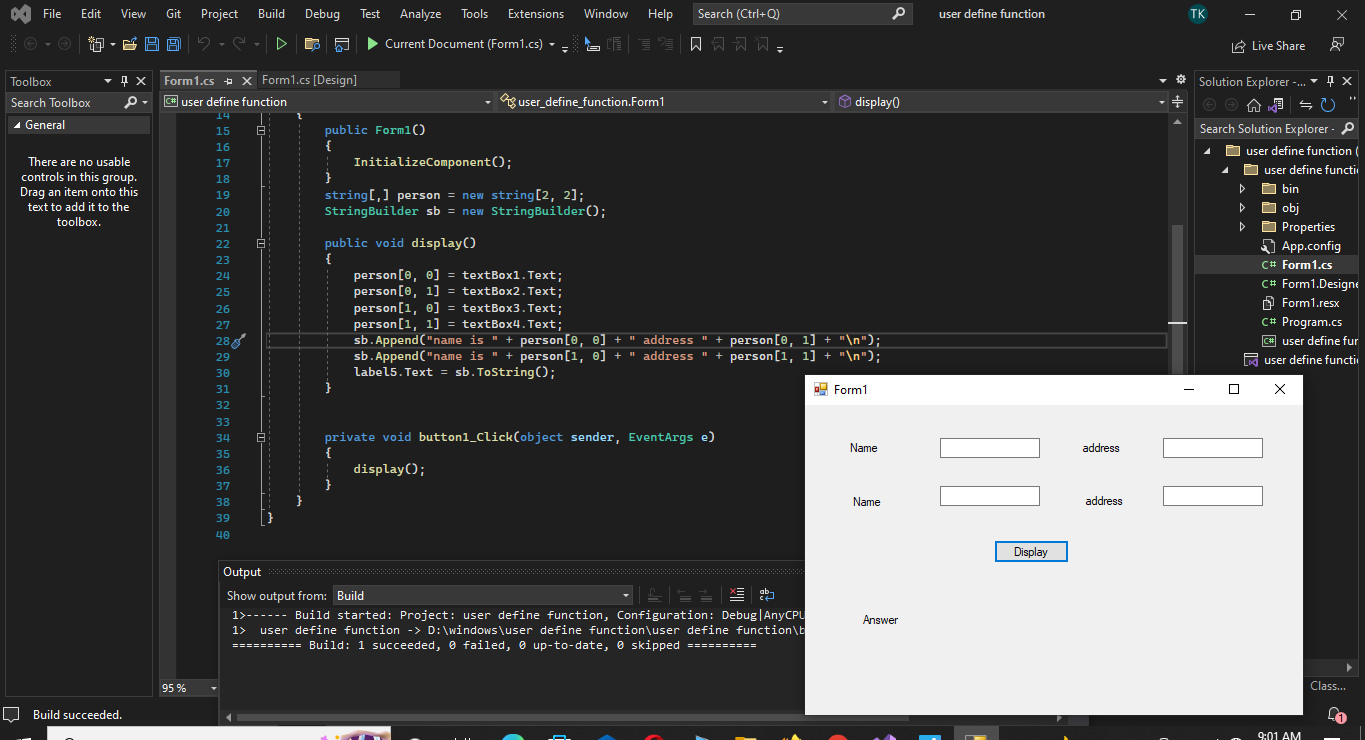 File Edit View Git Project Build Debug Test Analyze Tools Extensions Window Help Search (Ctrl+Q) user define function TK
Current Document (Form1.cs) Live Share
Toolbox
Search Toolbox
General
There are no usable
controls in this group.
Drag an item onto this
text to add it to the
toolbox.
Form1.cs Form1.cs [Design]
C# user define function user_define_function.Form1 display()
14 {
15 public Form1()
16 {
17 InitializeComponent();
18 }
19 string[,] person = new string[2, 2];
20 StringBuilder sb = new StringBuilder();
21
22 public void display()
23 {
24 person[0, 0] = textBox1.Text;
25 person[0, 1] = textBox2.Text;
26 person[1, 0] = textBox3.Text;
27 person[1, 1] = textBox4.Text;
28 sb.Append("name is " + person[0, 0] + " address " + person[0, 1] + "\n");
29 sb.Append("name is " + person[1, 0] + " address " + person[1, 1] + "\n");
30 label5.Text = sb.ToString();
31 }
32
33
34 private void button1_Click(object sender, EventArgs e)
35 {
36 display();
37 }
38 }
39 }
40
95 %
Output
Show output from: Build
1>------ Build started: Project: user define function, Configuration: Debug|AnyCPU
1> user define function -> D:\windows\user define function\user define function\b
========== Build: 1 succeeded, 0 failed, 0 up-to-date, 0 skipped ==========
Solution Explorer -...
Search Solution Explorer -
user define function (
user define functi
bin
obj
Properties
App.config
C# Form1.cs
C# Form1.Designe
Form1.resx
C# Program.cs
C# user define fur
user define functi
Class...
Form1
Name address
Name address
Display
Answer
Build succeeded.
1
9:01 AM